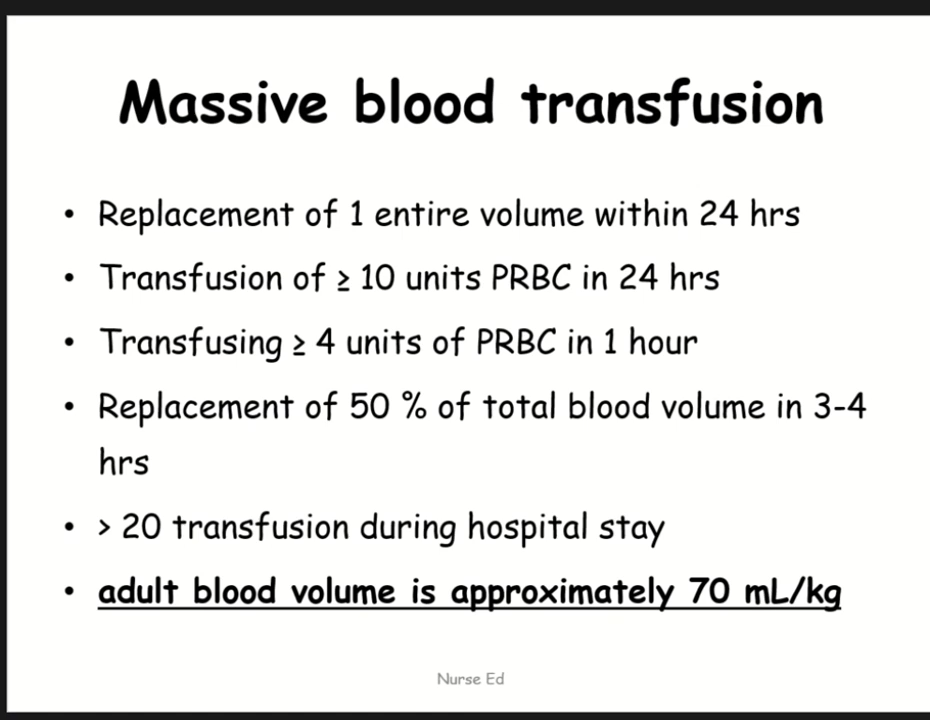 Massive blood transfusion
• Replacement of 1 entire volume within 24 hrs
• Transfusion of ≥ 10 units PRBC in 24 hrs
• Transfusing ≥ 4 units of PRBC in 1 hour
• Replacement of 50 % of total blood volume in 3-4
hrs
• > 20 transfusion during hospital stay
• adult blood volume is approximately 70 mL/kg
Nurse Ed